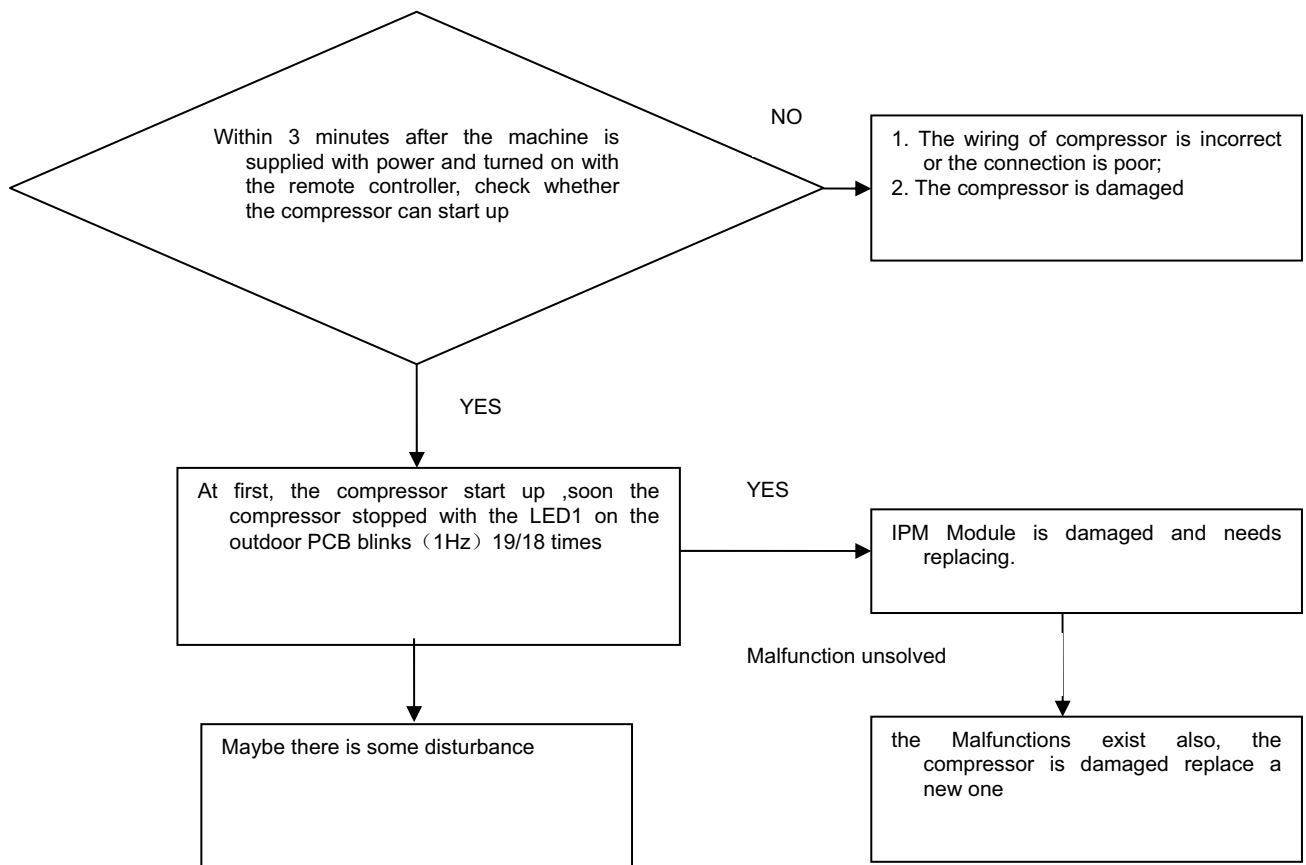 Within 3 minutes after the machine is
supplied with power and turned on with
the remote controller, check whether
the compressor can start up
NO
1. The wiring of compressor is incorrect
or the connection is poor;
2. The compressor is damaged
YES
At first, the compressor start up ,soon the
compressor stopped with the LED1 on the
outdoor PCB blinks（1Hz）19/18 times
YES
IPM Module is damaged and needs
replacing.
Malfunction unsolved
Maybe there is some disturbance
the Malfunctions exist also, the
compressor is damaged replace a
new one